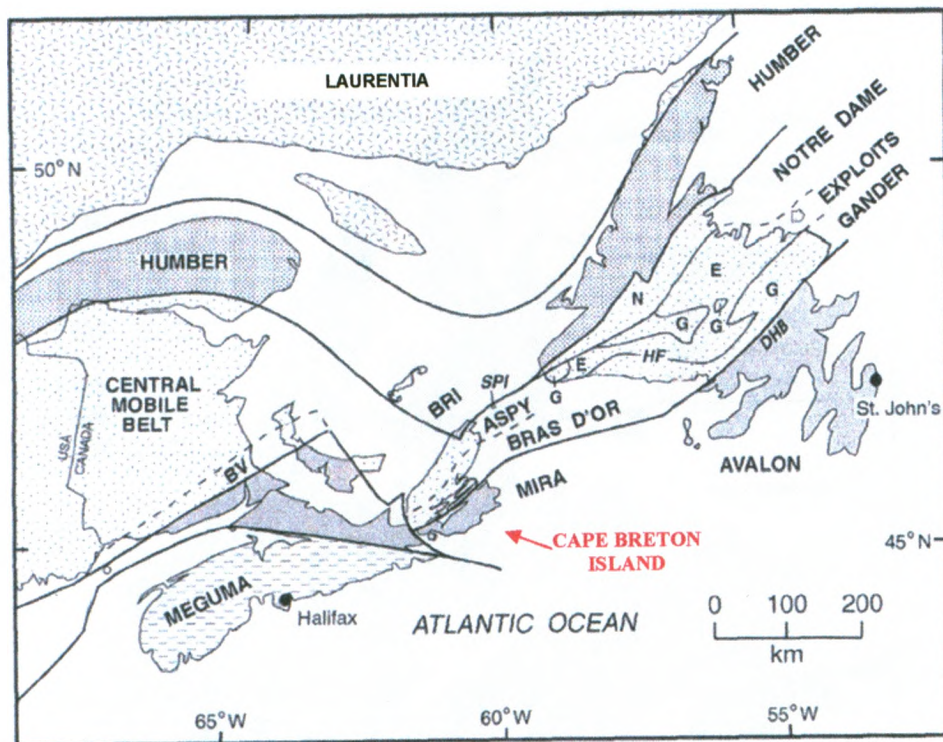 LAURENTIA
HUMBER
50°N
NOTRE DAME
EXPLOITS
GANDER
HUMBER
E
N
G
G
G
DHB
HF
E
G
SPI
BRI
ASPY
BRAS D'OR
St. John's
CENTRAL
MOBILE
BELT
USA
CANADA
BV
AVALON
MIRA
CAPE BRETON
ISLAND
45°N
MEGUMA
Halifax
ATLANTIC OCEAN
0 100 200
km
65°W
60°W
55°W